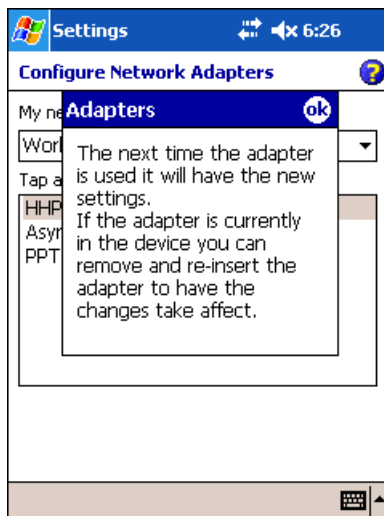 Settings 6:26
Configure Network Adapters ?
My ne
Adapters ok
Worl
The next time the adapter
is used it will have the new
settings.
If the adapter is currently
in the device you can
remove and re-insert the
adapter to have the
changes take affect.
Tap a
HHP
Asyn
PPT